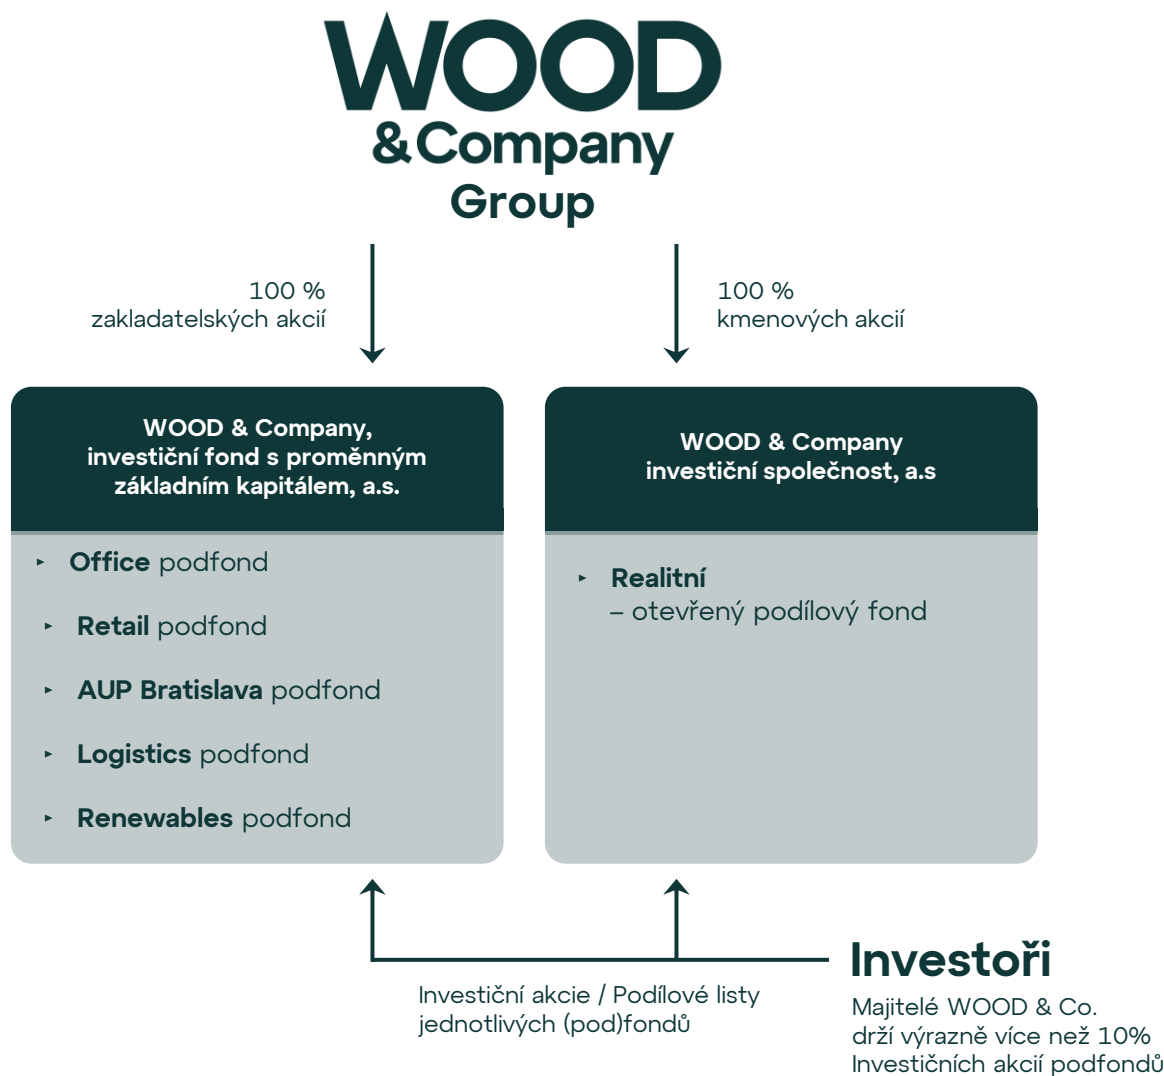 WOOD
&Company
Group
100 %
zakladatelských akcií
100 %
kmenových akcií
WOOD & Company,
investiční fond s proměnným
základním kapitálem, a.s.
WOOD & Company
investiční společnost, a.s
‣ Office podfond
‣ Retail podfond
‣ AUP Bratislava podfond
‣ Logistics podfond
‣ Renewables podfond
‣ Realitní
– otevřený podílový fond
Investiční akcie / Podílové listy
jednotlivých (pod)fondů
Investoři
Majitelé WOOD & Co.
drží výrazně více než 10%
Investičních akcií podfondů